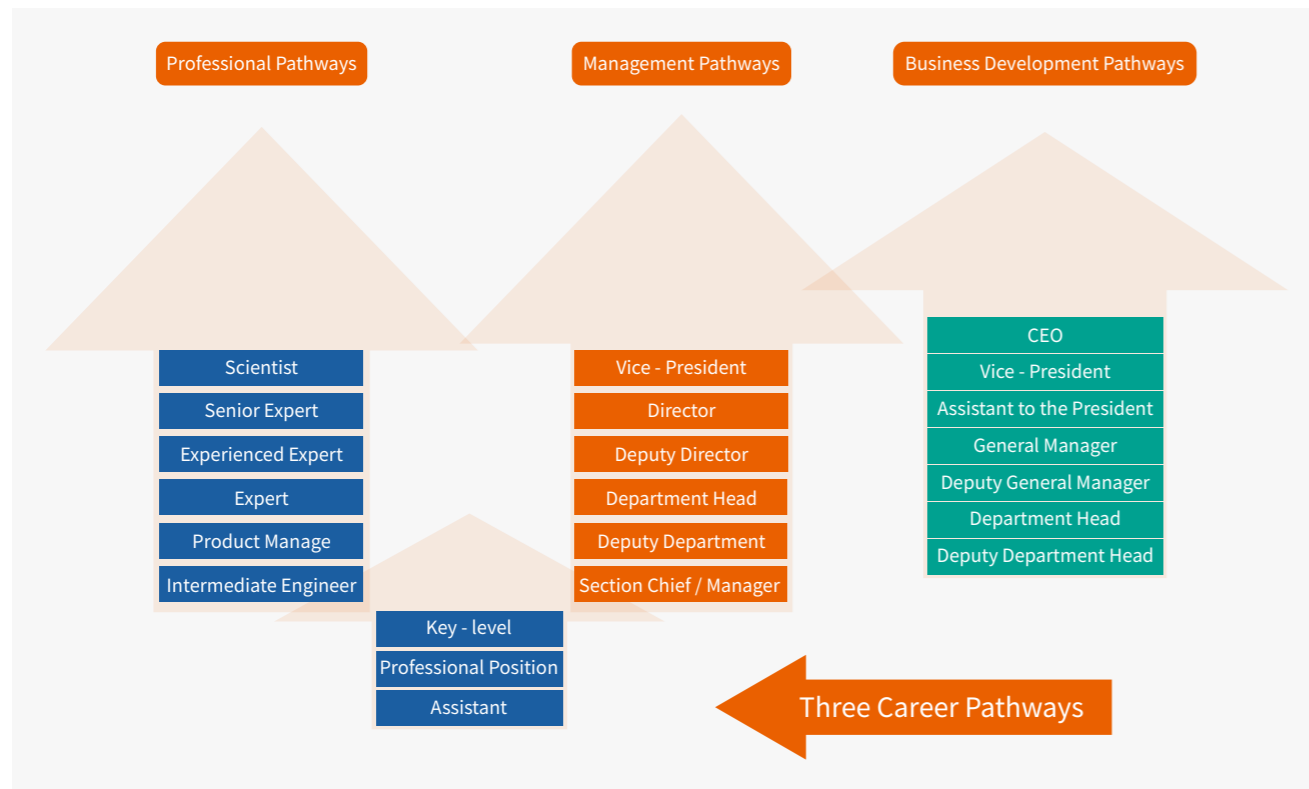 Professional Pathways
Management Pathways
Business Development Pathways
Scientist
Senior Expert
Experienced Expert
Expert
Product Manage
Intermediate Engineer
Vice - President
Director
Deputy Director
Department Head
Deputy Department
Section Chief / Manager
CEO
Vice - President
Assistant to the President
General Manager
Deputy General Manager
Department Head
Deputy Department Head
Key - level
Professional Position
Assistant
Three Career Pathways